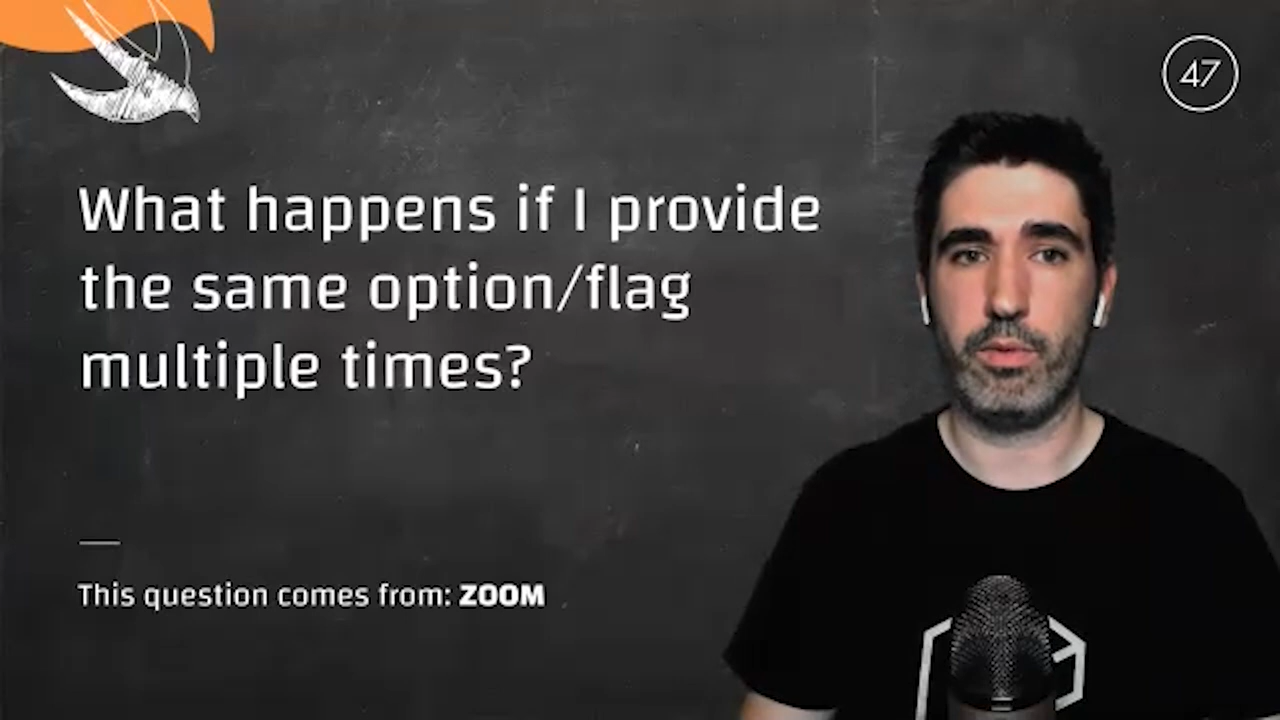 47
What happens if I provide
the same option/flag
multiple times?
This question comes from: ZOOM